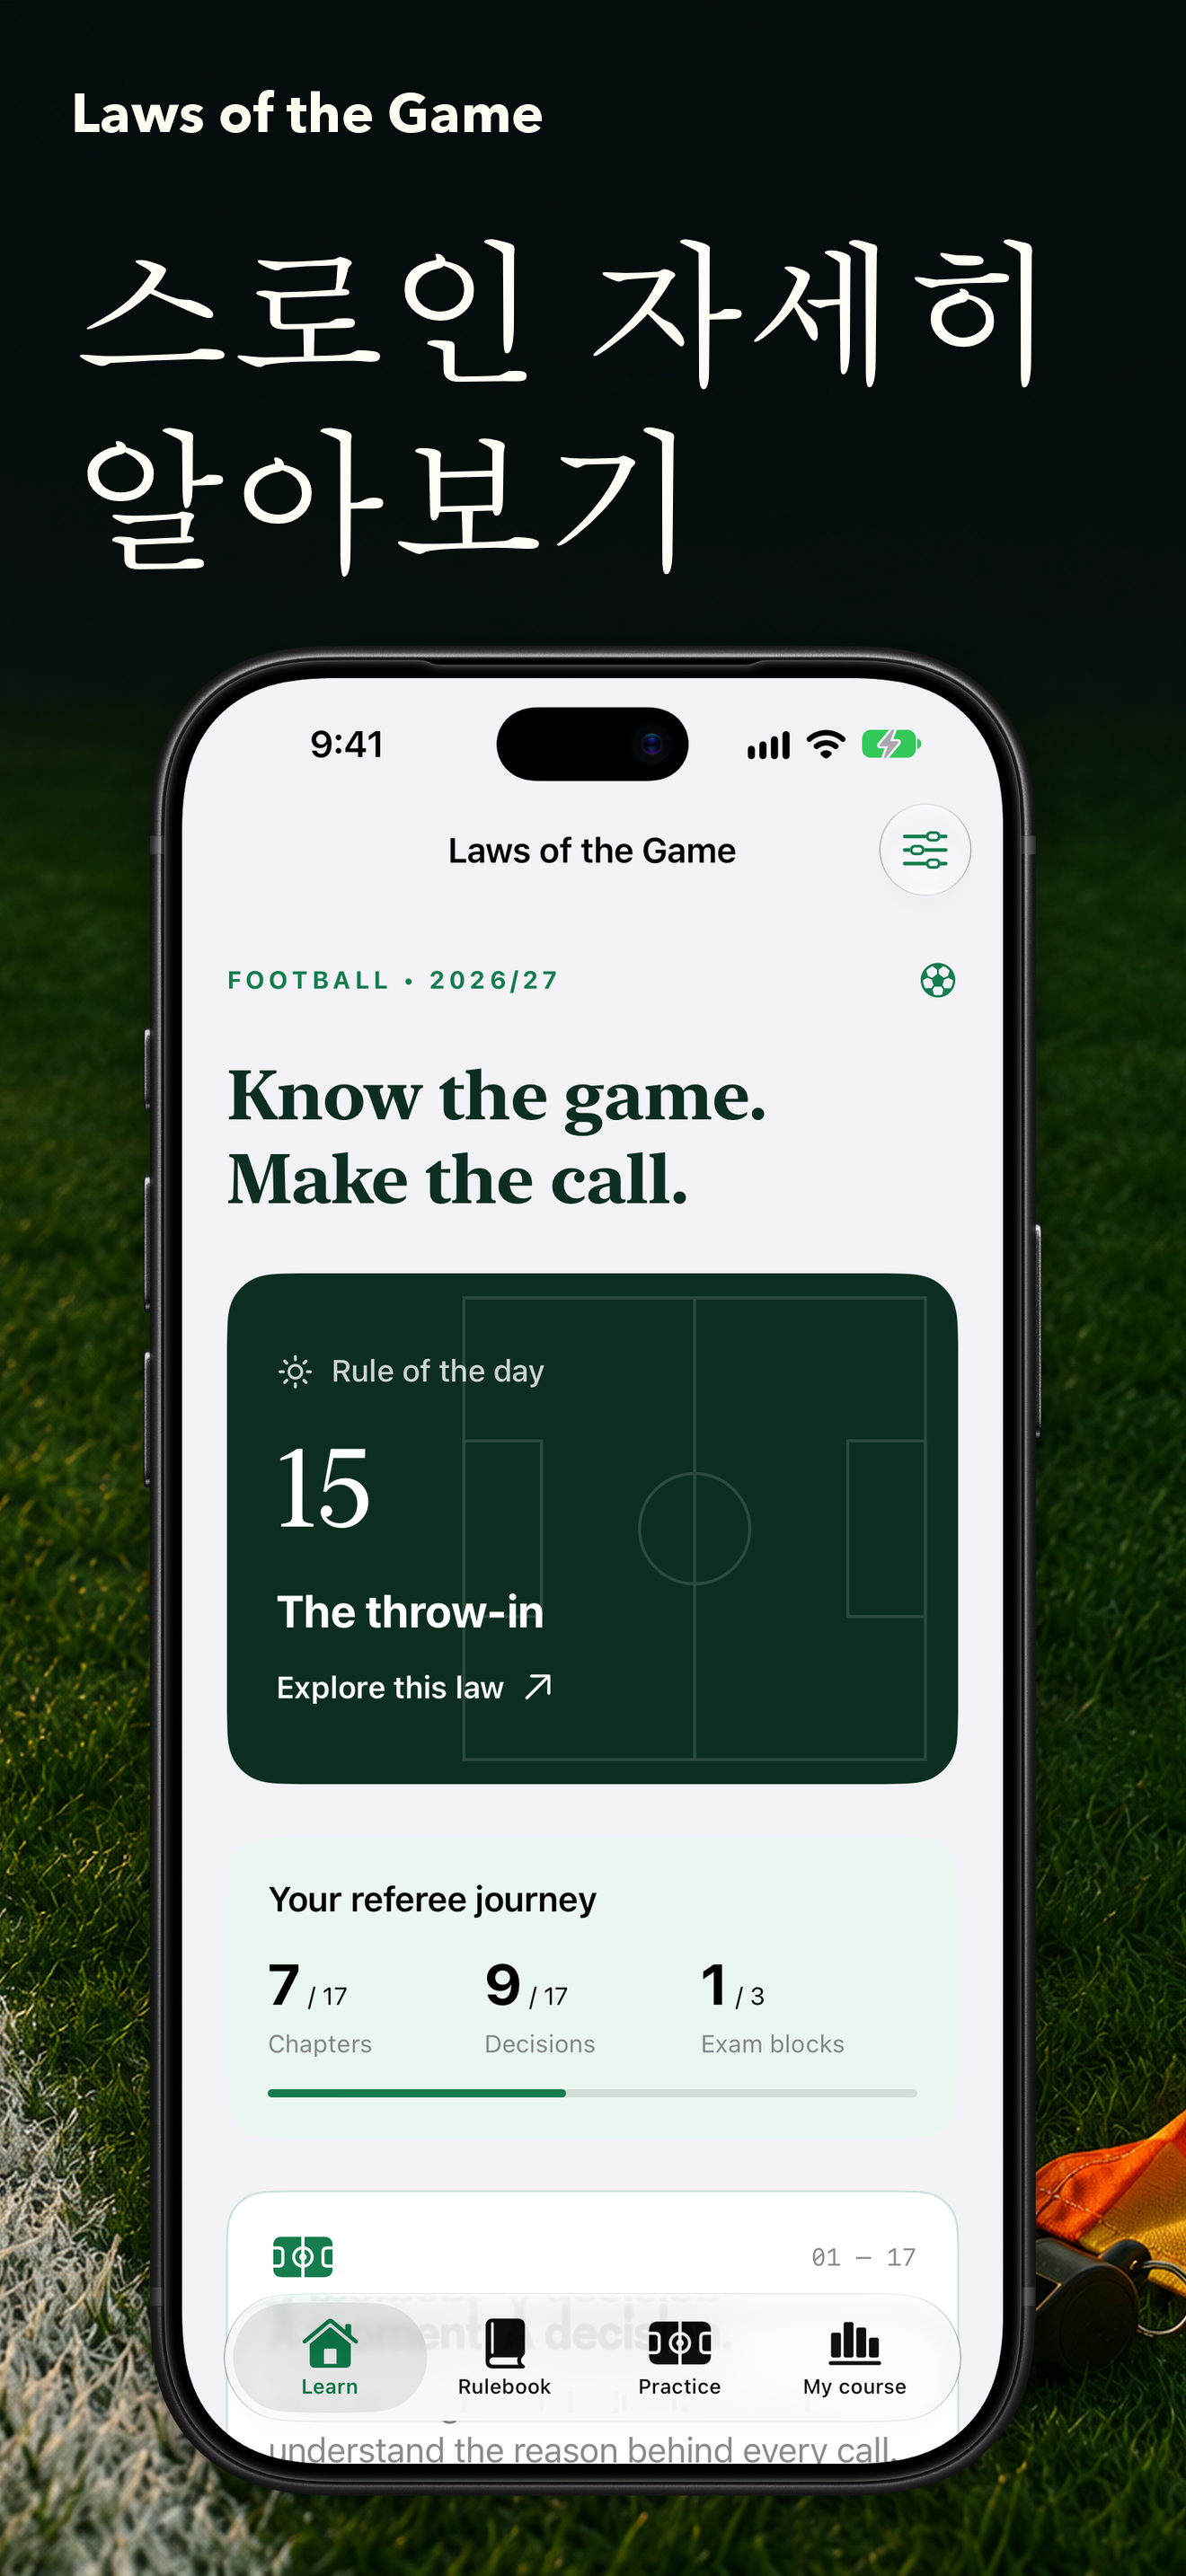 Laws of the Game
스로인 자세히
알아보기
9:41
Laws of the Game
FOOTBALL • 2026/27
Know the game.
Make the call.
Rule of the day
15
The throw-in
Explore this law
Your referee journey
7 / 17 9 / 17 1 / 3
Chapters Decisions Exam blocks
01 — 17
Learn Rulebook Practice My course
understand the reason behind every call.